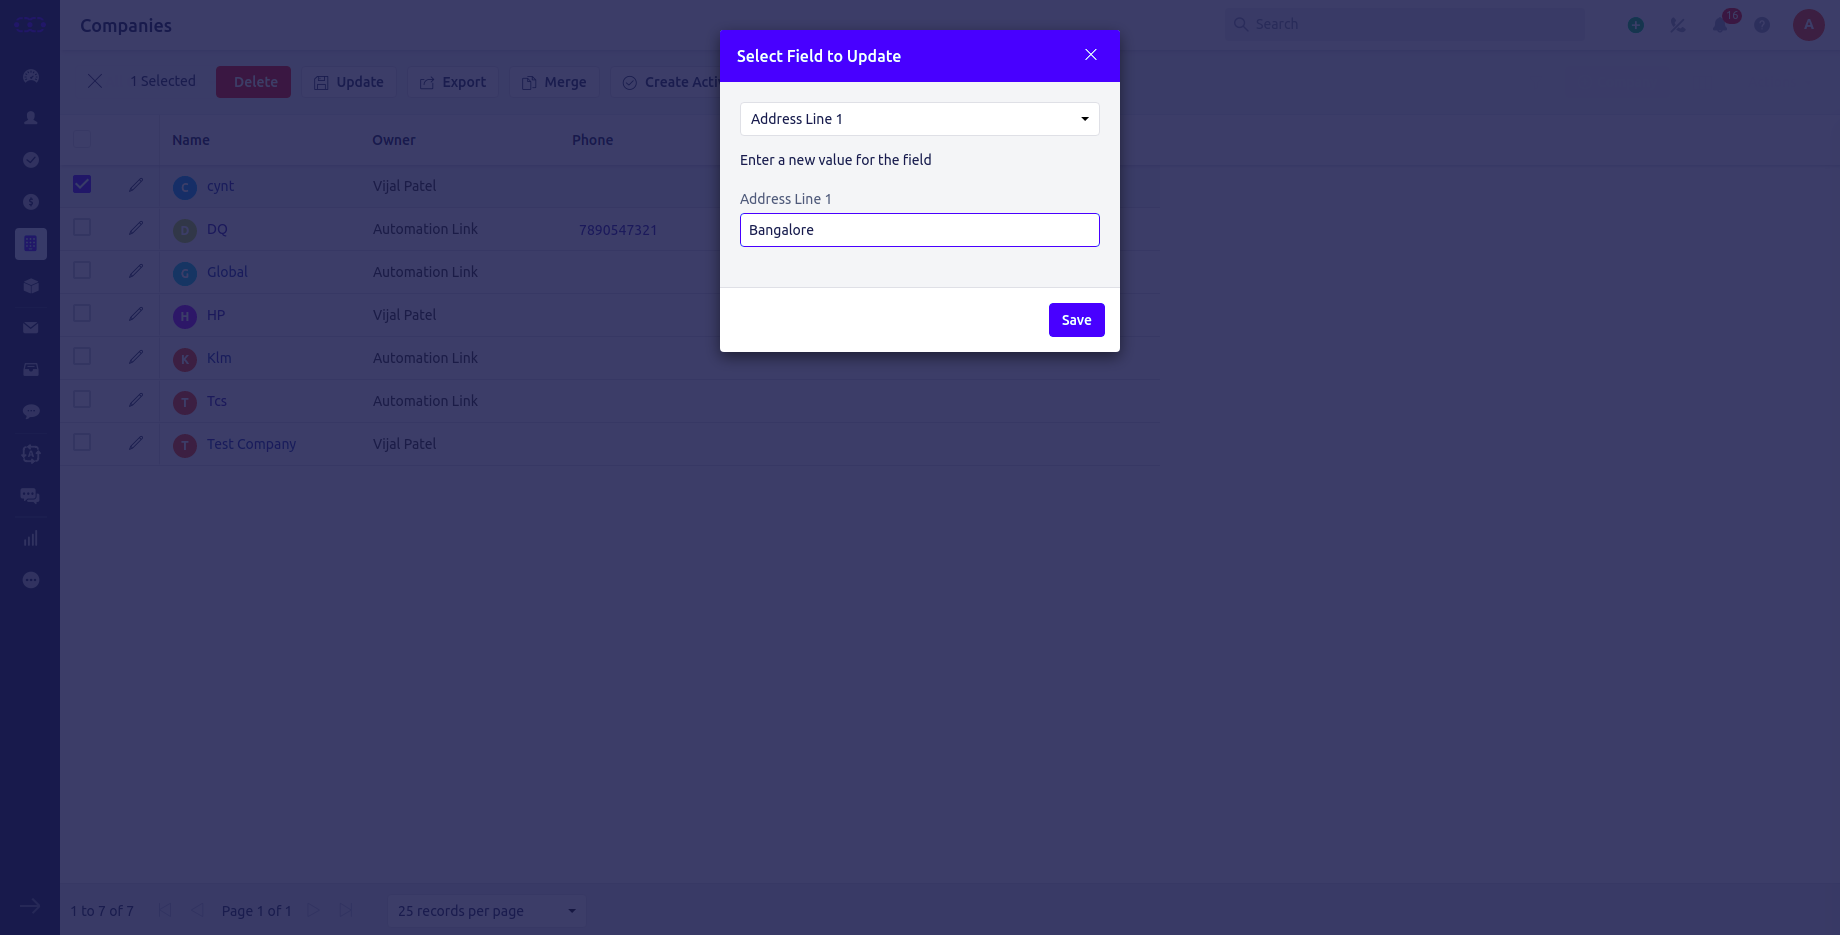 Companies
Search
16
A
Select Field to Update
1 Selected
Delete
Update
Export
Merge
Address Line 1
Enter a new value for the field
Address Line 1
Bangalore
Save
Name Owner Phone
C cynt Vijal Patel
D DQ Automation Link 7890547321
G Global Automation Link
H HP Vijal Patel
K Klm Automation Link
T Tcs Automation Link
T Test Company Vijal Patel
1 to 7 of 7
Page 1 of 1
25 records per page